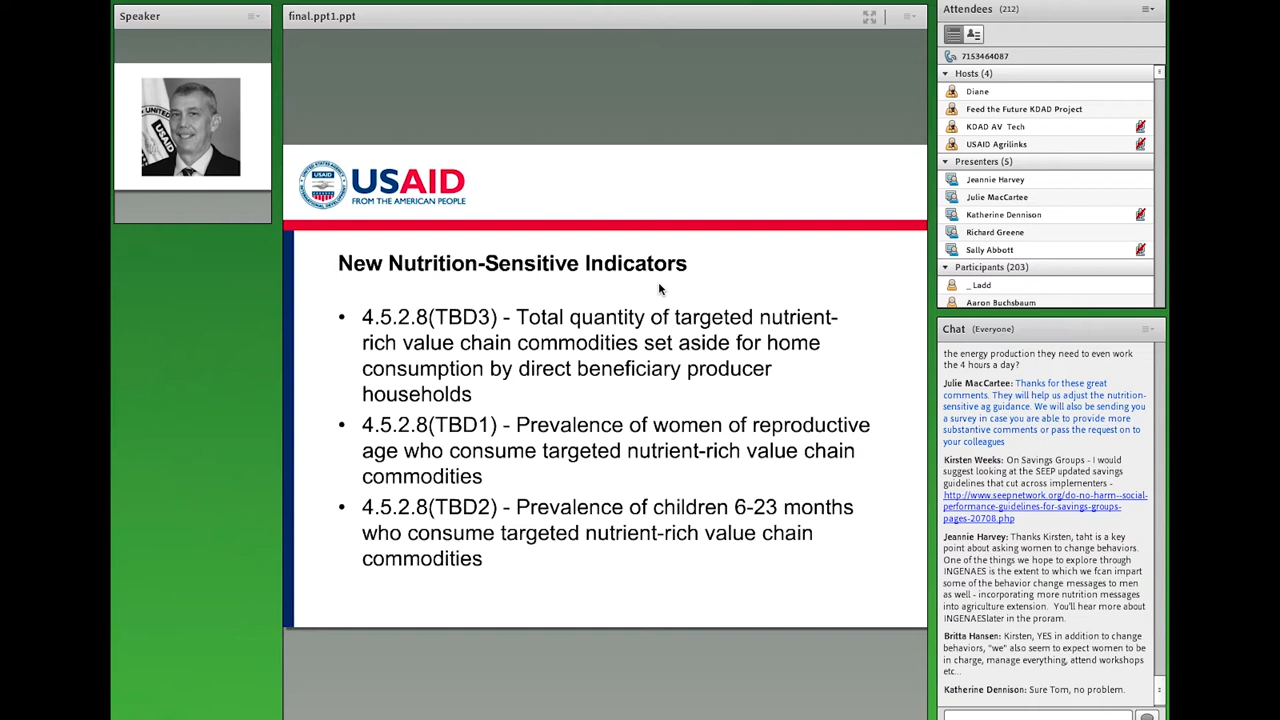 Speaker
final.ppt1.ppt
UNITED STATES AGENCY
INTERNATIONAL DEVELOPMENT
USAID
USAID
FROM THE AMERICAN PEOPLE
New Nutrition-Sensitive Indicators
• 4.5.2.8(TBD3) - Total quantity of targeted nutrient-
rich value chain commodities set aside for home
consumption by direct beneficiary producer
households
• 4.5.2.8(TBD1) - Prevalence of women of reproductive
age who consume targeted nutrient-rich value chain
commodities
• 4.5.2.8(TBD2) - Prevalence of children 6-23 months
who consume targeted nutrient-rich value chain
commodities
Attendees (212)
7153464087
Hosts (4)
Diane
Feed the Future KDAD Project
KDAD AV Tech
USAID Agrilinks
Presenters (5)
Jeannie Harvey
Julie MacCartee
Katherine Dennison
Richard Greene
Sally Abbott
Participants (203)
_ Ladd
Aaron Buchsbaum
Chat (Everyone)
the energy production they need to even work
the 4 hours a day?
Julie MacCartee: Thanks for these great
comments. They will help us adjust the nutrition-
sensitive ag guidance. We will also be sending you
a survey in case you are able to provide more
substantive comments or pass the request on to
your colleagues
Kirsten Weeks: On Savings Groups - I would
suggest looking at the SEEP updated savings
guidelines that cut across implementers -
http://www.seepnetwork.org/do-no-harm--social-
performance-guidelines-for-savings-groups-
pages-20708.php
Jeannie Harvey: Thanks Kirsten, taht is a key
point about asking women to change behaviors.
One of the things we hope to explore through
INGENAES is the extent to which we fcan impart
some of the behavior change messages to men
as well - incorporating more nutrition messages
into agriculture extension. You'll hear more about
INGENAESlater in the proram.
Britta Hansen: Kirsten, YES in addition to change
behaviors, "we" also seem to expect women to be
in charge, manage everything, attend workshops
etc...
Katherine Dennison: Sure Tom, no problem.